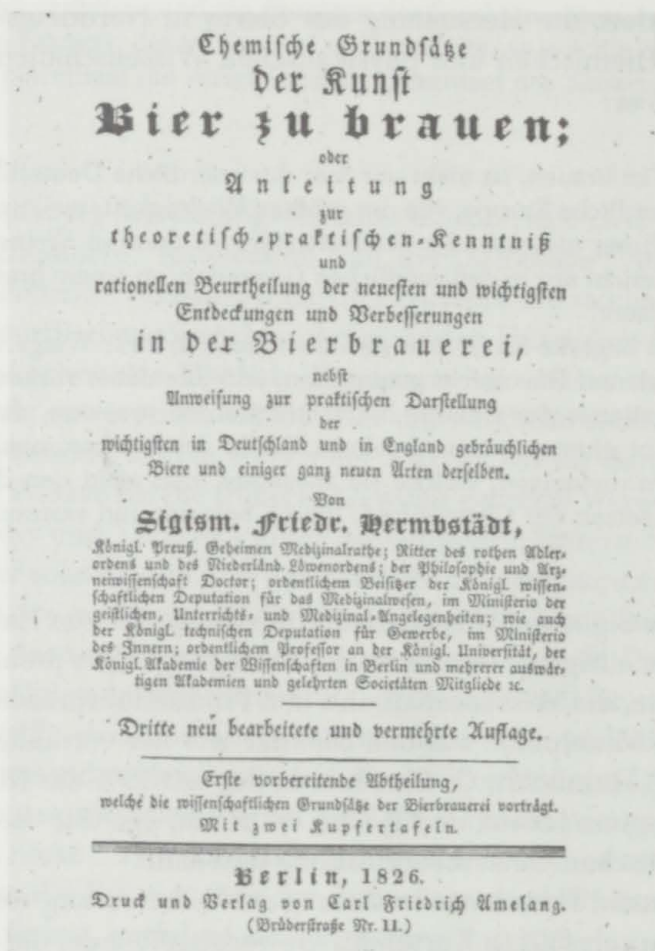 Chemische Grundsätze
der Kunst
Bier zu brauen;
oder
Anleitung
zur
theoretisch-praktischen-Kenntniß
und
rationellen Beurtheilung der neuesten und wichtigsten
Entdeckungen und Verbesserungen
in der Bierbrauerei,
nebst
Anweisung zur praktischen Darstellung
der
wichtigsten in Deutschland und in England gebräuchlichen
Biere und einiger ganz neuen Arten derselben.
Von
Sigism. Friedr. Hermbstädt,
Königl. Preuß. Geheimen Medizinalrathe; Ritter des rothen Adler-
ordens und des Niederländ. Löwenordens; der Philosophie und Arz-
neiwissenschaft Doctor; ordentlichem Beisitzer der Königl. wissen-
schaftlichen Deputation für das Medizinalwesen, im Ministerio der
geistlichen, Unterrichts- und Medizinal-Angelegenheiten; wie auch
der Königl. technischen Deputation für Gewerbe, im Ministerio
des Innern; ordentlichem Professor an der Königl. Universität, der
Königl. Akademie der Wissenschaften in Berlin und mehrerer auswär-
tigen Akademien und gelehrten Societäten Mitgliede ꝛc.
Dritte neu bearbeitete und vermehrte Auflage.
Erste vorbereitende Abtheilung,
welche die wissenschaftlichen Grundsätze der Bierbrauerei vorträgt.
Mit zwei Kupfertafeln.
Berlin, 1826.
Druck und Verlag von Carl Friedrich Amelang.
(Brüderstraße Nr. 11.)